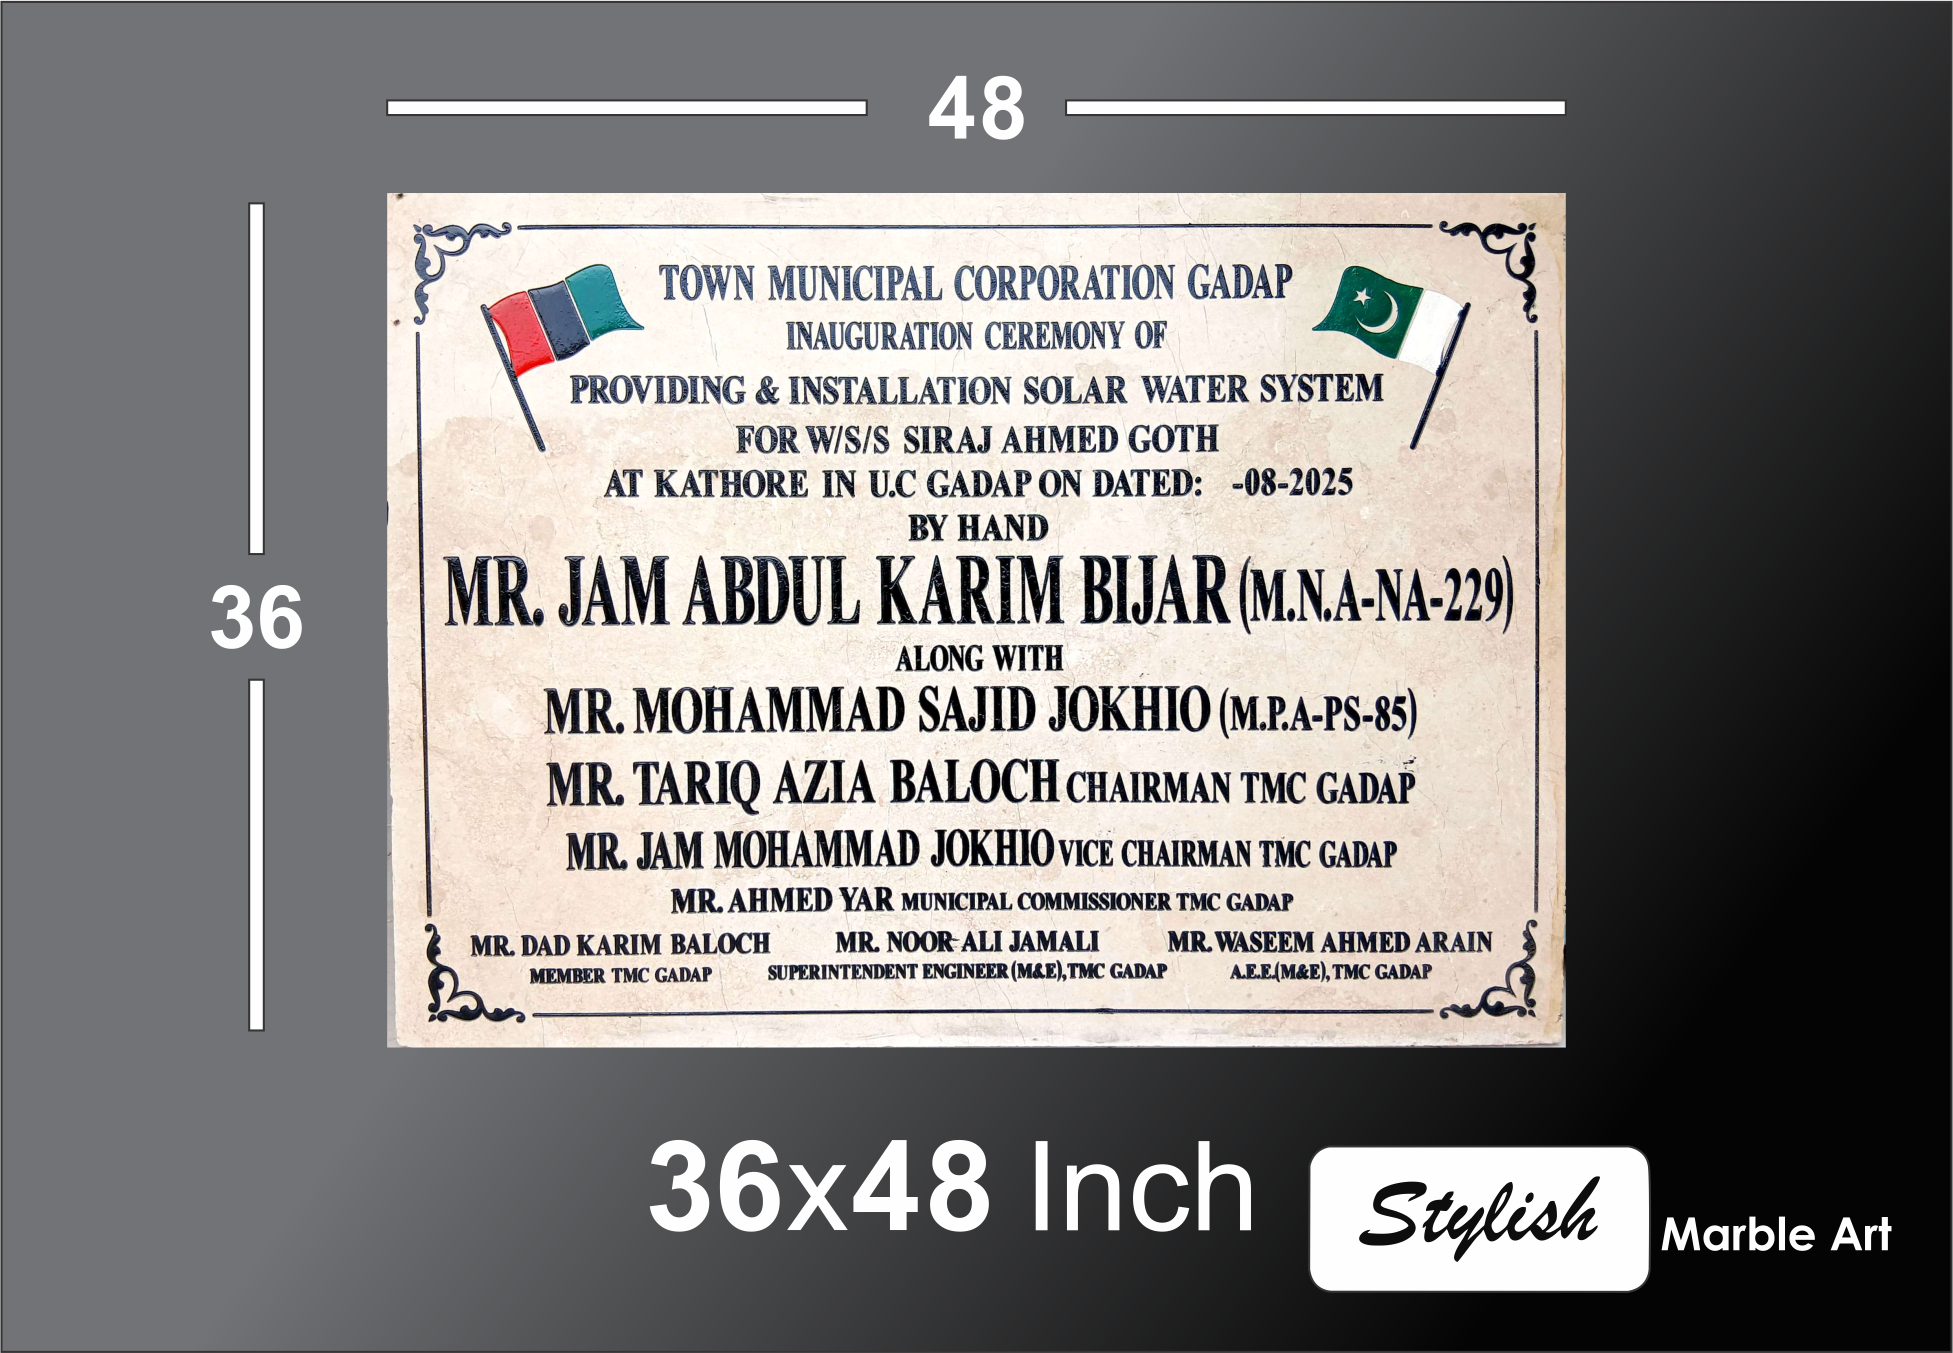 48
36
TOWN MUNICIPAL CORPORATION GADAP
INAUGURATION CEREMONY OF
PROVIDING & INSTALLATION SOLAR WATER SYSTEM
FOR W/S/S SIRAJ AHMED GOTH
AT KATHORE IN U.C GADAP ON DATED: -08-2025
BY HAND
MR. JAM ABDUL KARIM BIJAR (M.N.A-NA-229)
ALONG WITH
MR. MOHAMMAD SAJID JOKHIO (M.P.A-PS-85)
MR. TARIQ AZIA BALOCH CHAIRMAN TMC GADAP
MR. JAM MOHAMMAD JOKHIO VICE CHAIRMAN TMC GADAP
MR. AHMED YAR MUNICIPAL COMMISSIONER TMC GADAP
MR. DAD KARIM BALOCH MR. NOOR ALI JAMALI MR. WASEEM AHMED ARAIN
MEMBER TMC GADAP SUPERINTENDENT ENGINEER (M&E), TMC GADAP A.E.E.(M&E), TMC GADAP
36x48 Inch
Stylish Marble Art